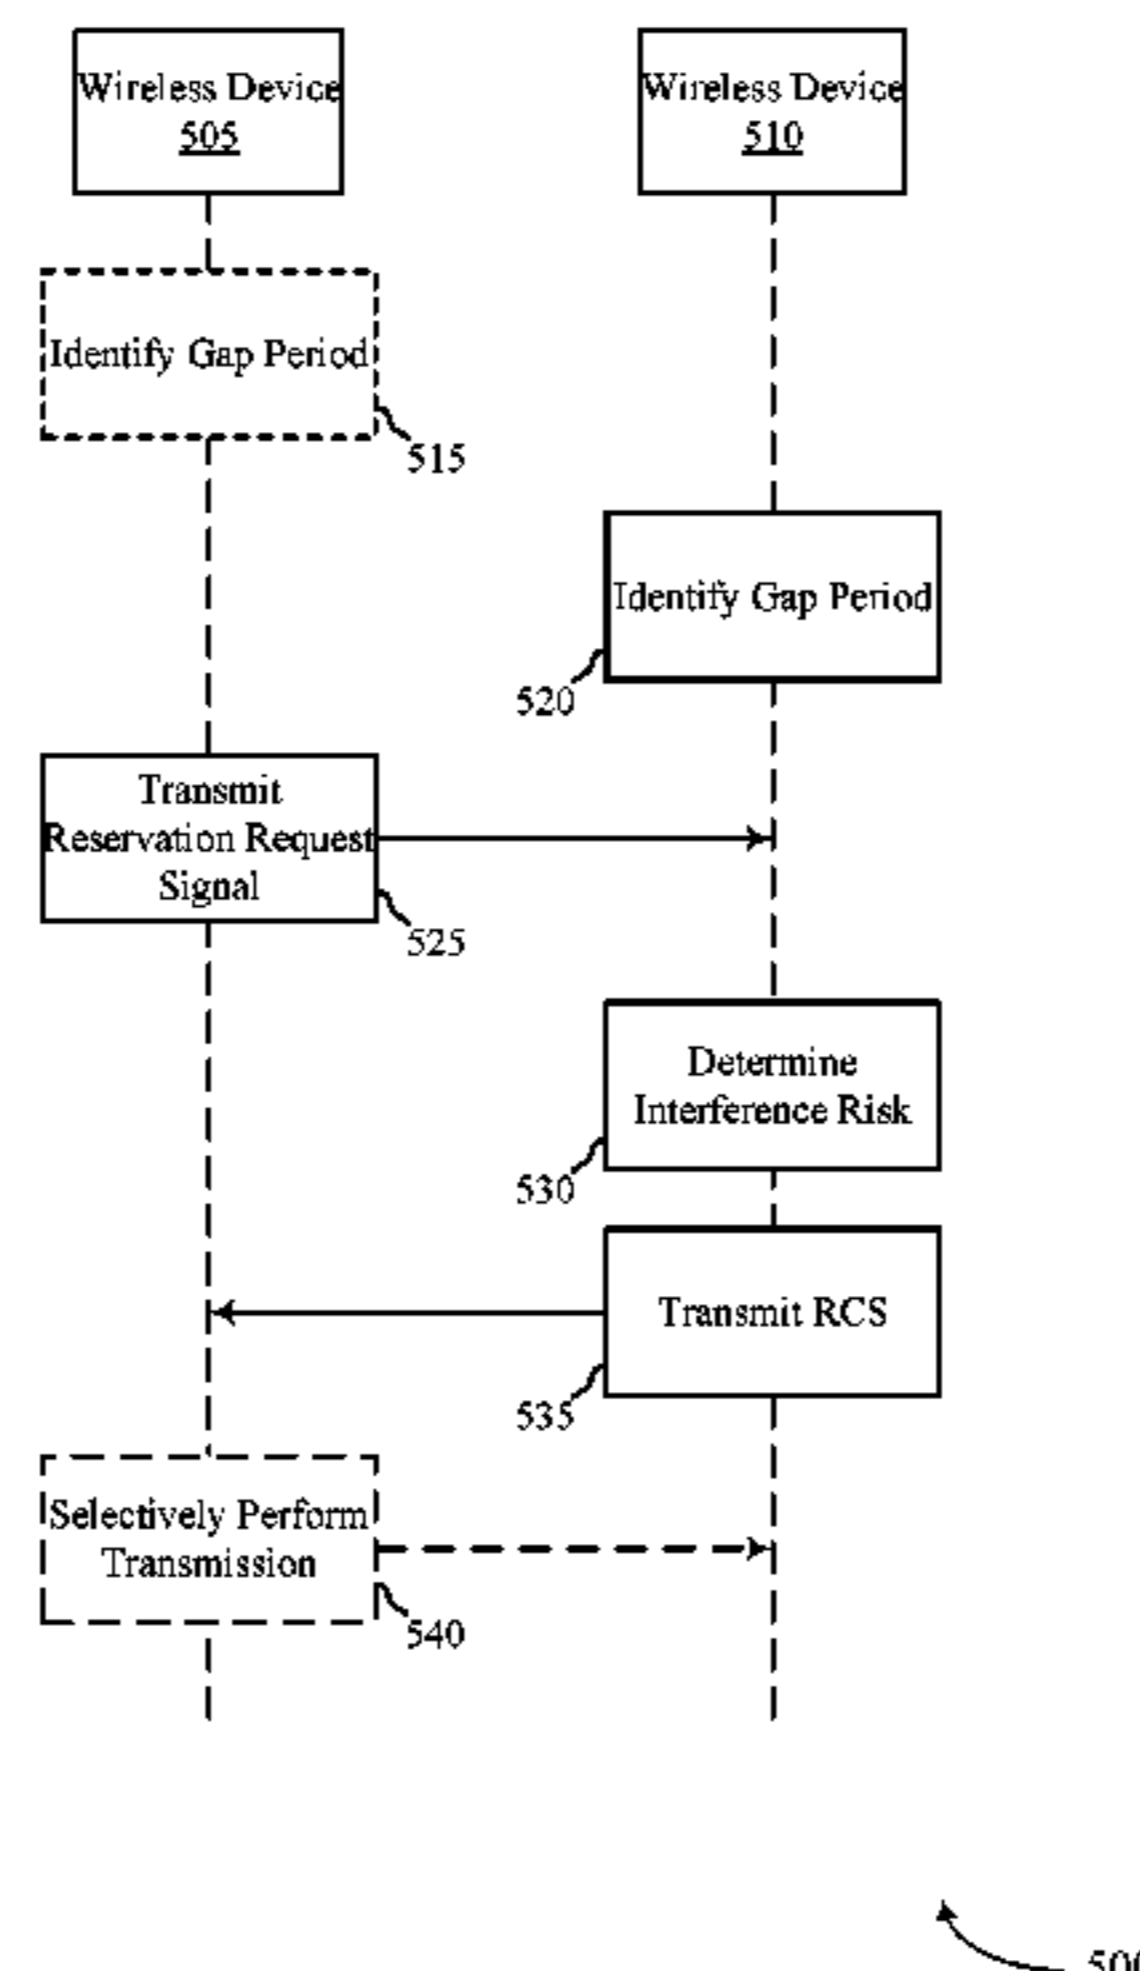 Wireless Device
505
Wireless Device
510
Identify Gap Period
515
Identify Gap Period
520
Transmit
Reservation Request
Signal
525
Determine
Interference Risk
530
Transmit RCS
535
Selectively Perform
Transmission
540
500